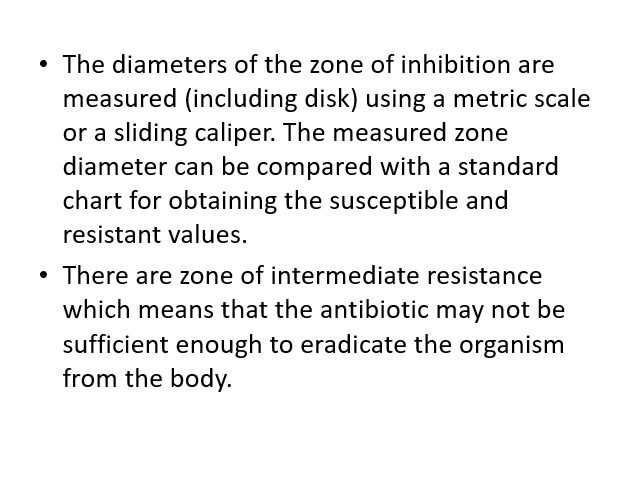 • The diameters of the zone of inhibition are
measured (including disk) using a metric scale
or a sliding caliper. The measured zone
diameter can be compared with a standard
chart for obtaining the susceptible and
resistant values.
• There are zone of intermediate resistance
which means that the antibiotic may not be
sufficient enough to eradicate the organism
from the body.